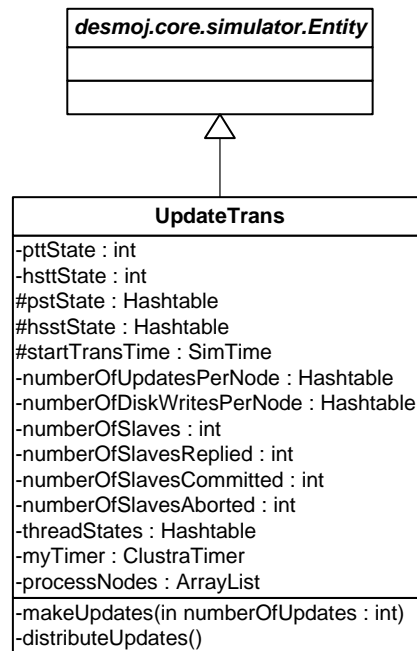 desmoj.core.simulator.Entity
UpdateTrans
-pttState : int
-hsttState : int
#pstState : Hashtable
#hsstState : Hashtable
#startTransTime : SimTime
-numberOfUpdatesPerNode : Hashtable
-numberOfDiskWritesPerNode : Hashtable
-numberOfSlaves : int
-numberOfSlavesReplied : int
-numberOfSlavesCommitted : int
-numberOfSlavesAborted : int
-threadStates : Hashtable
-myTimer : ClustraTimer
-processNodes : ArrayList
-makeUpdates(in numberOfUpdates : int)
-distributeUpdates()